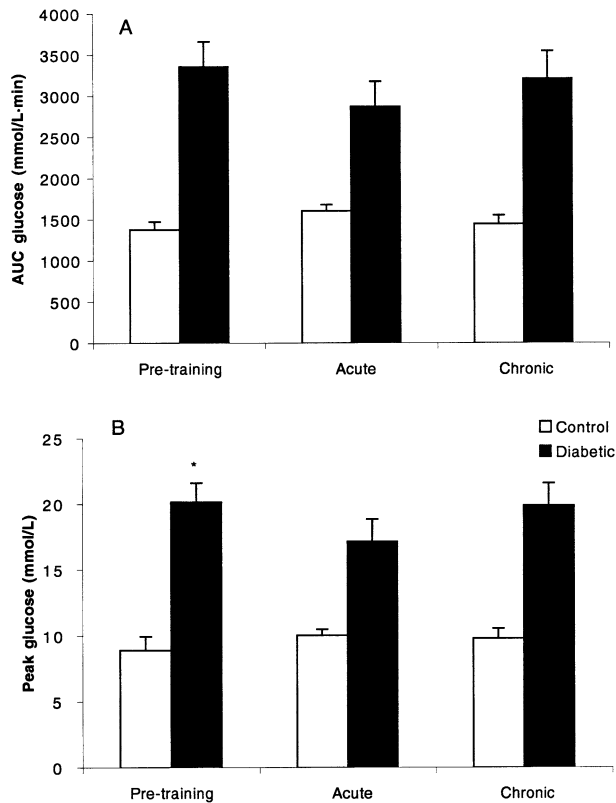 A
AUC glucose (mmol/L·min)
4000
3500
3000
2500
2000
1500
1000
500
0
Pre-training Acute Chronic
B
Control
Diabetic
Peak glucose (mmol/L)
25
20
15
10
5
0
*
Pre-training Acute Chronic